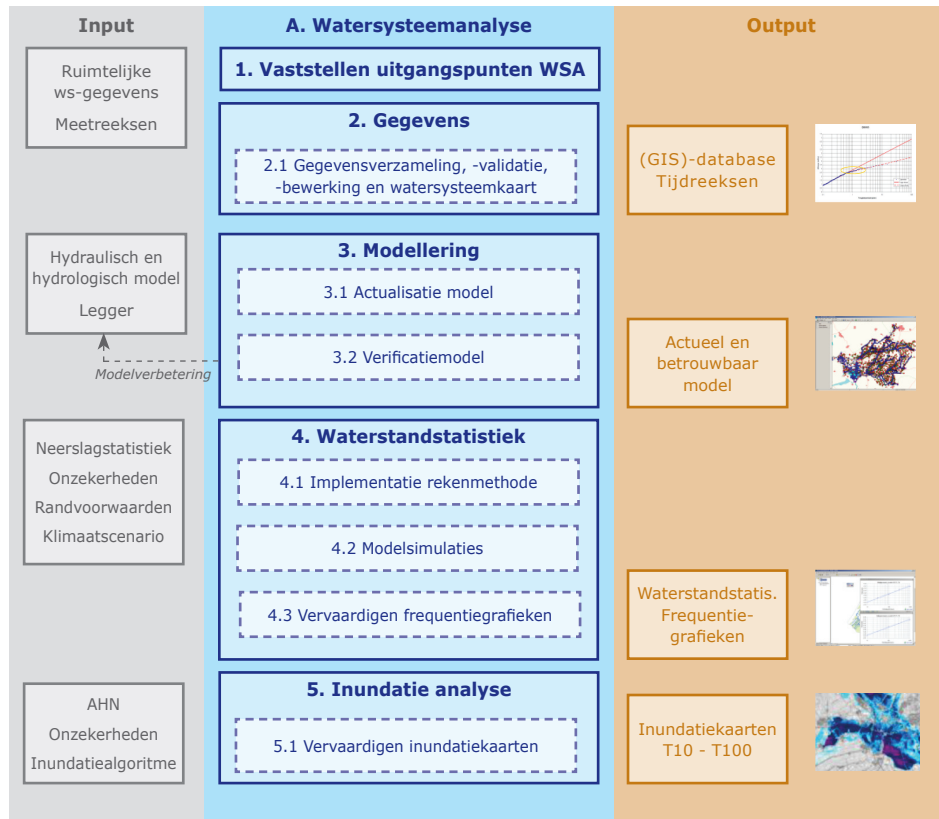 Input
A. Watersysteemanalyse
Output
Ruimtelijke
ws-gegevens
Meetreeksen
1. Vaststellen uitgangspunten WSA
2. Gegevens
2.1 Gegevensverzameling, -validatie,
-bewerking en watersysteemkaart
(GIS)-database
Tijdreeksen
Hydraulisch en
hydrologisch model
Legger
Modelverbetering
3. Modellering
3.1 Actualisatie model
3.2 Verificatiemodel
Actueel en
betrouwbaar
model
Neerslagstatistiek
Onzekerheden
Randvoorwaarden
Klimaatscenario
4. Waterstandstatistiek
4.1 Implementatie rekenmethode
4.2 Modelsimulaties
4.3 Vervaardigen frequentiegrafieken
Waterstandstatis.
Frequentie-
grafieken
AHN
Onzekerheden
Inundatiealgoritme
5. Inundatie analyse
5.1 Vervaardigen inundatiekaarten
Inundatiekaarten
T10 - T100